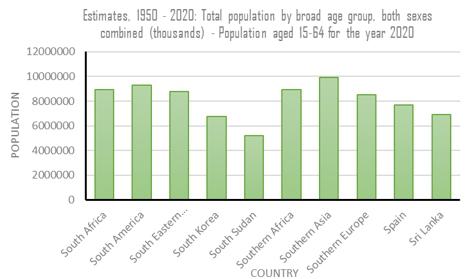 Estimates, 1950 - 2020: Total population by broad age group, both sexes
combined (thousands) - Population aged 15-64 for the year 2020
12000000
10000000
8000000
6000000
4000000
2000000
0
POPULATION
South Africa
South America
South Eastern...
South Korea
South Sudan
Southern Africa
Southern Asia
Southern Europe
Spain
Sri Lanka
COUNTRY